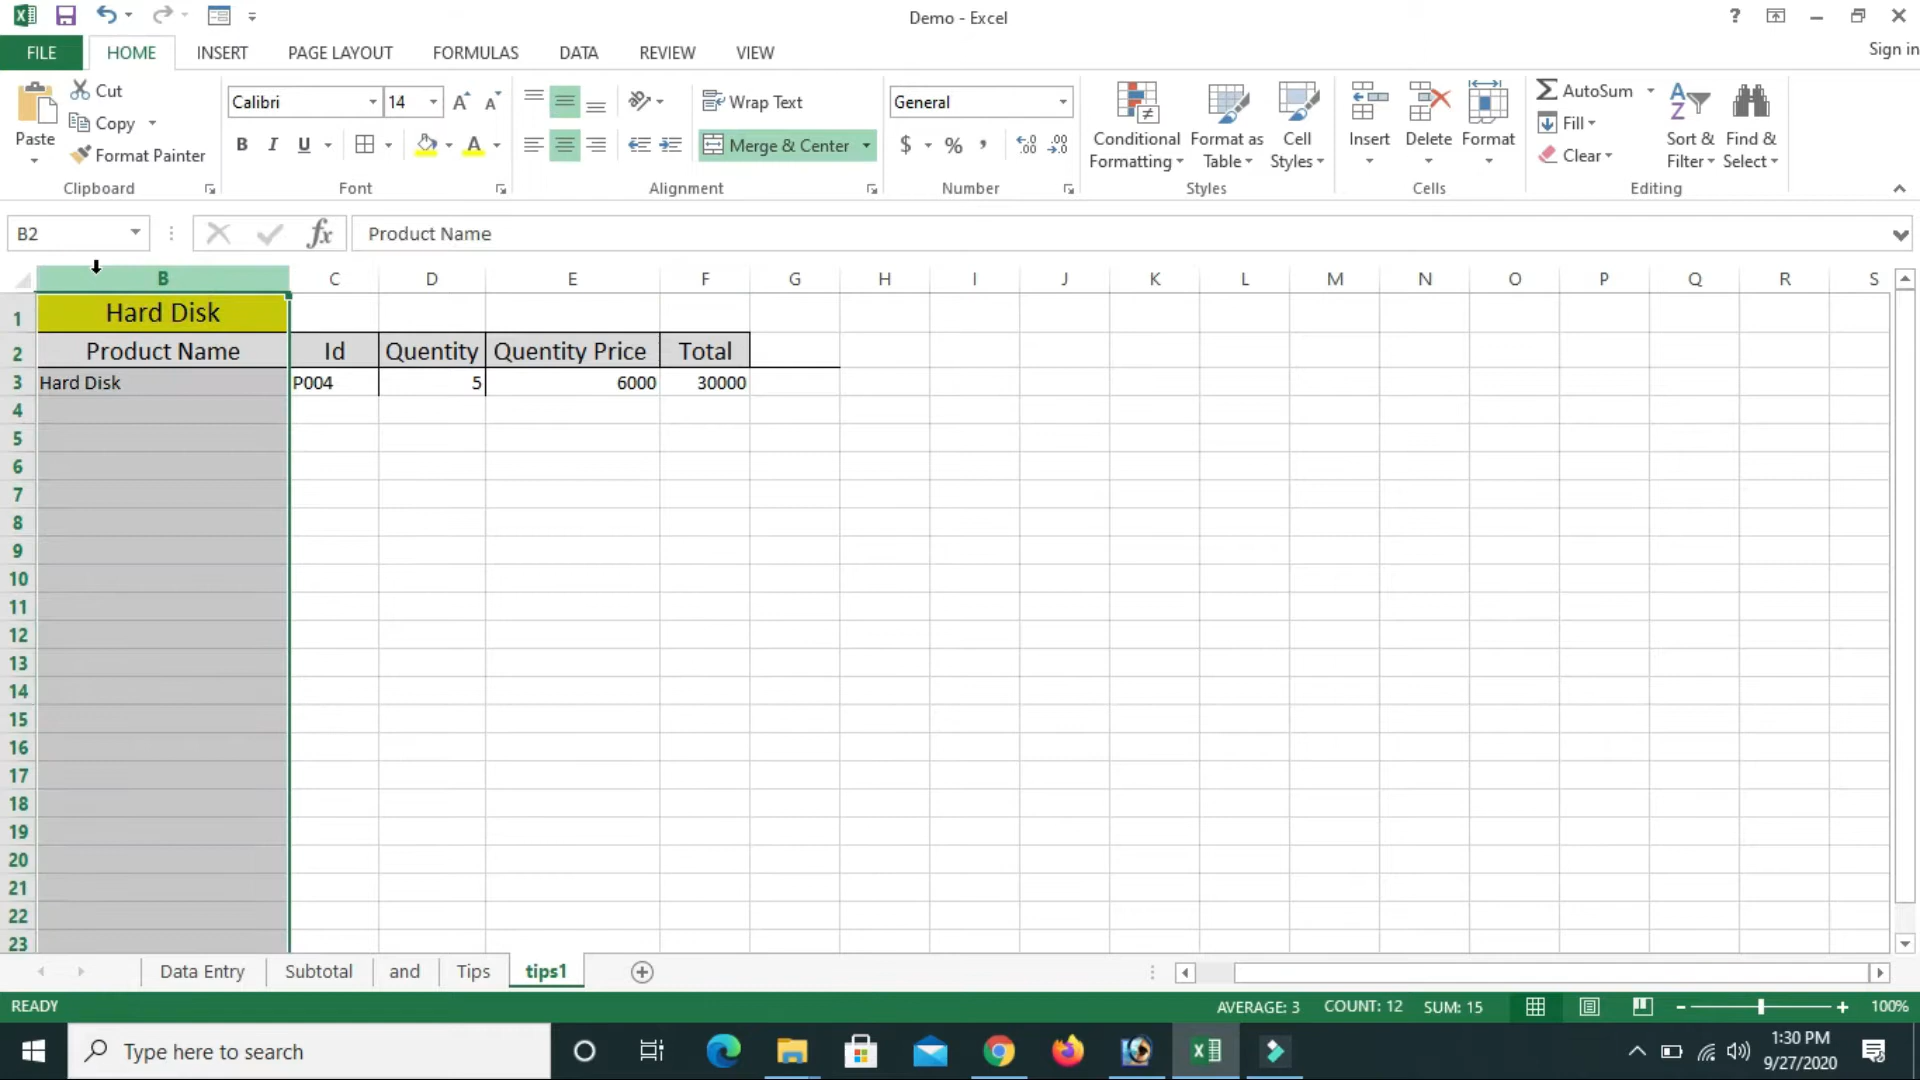 Demo - Excel
?
Sign in
FILE HOME INSERT PAGE LAYOUT FORMULAS DATA REVIEW VIEW
Paste
Cut
Copy
Format Painter
Clipboard
Calibri 14
B I U
Font
Wrap Text
Merge & Center
Alignment
General
$ % ,
Number
Conditional Formatting
Format as Table
Cell Styles
Styles
Insert
Delete
Format
Cells
AutoSum
Fill
Clear
Sort & Filter
Find & Select
Editing
B2
fx
Product Name
B C D E F G H I J K L M N O P Q R S
1 Hard Disk
2 Product Name Id Quentity Quentity Price Total
3 Hard Disk P004 5 6000 30000
4
5
6
7
8
9
10
11
12
13
14
15
16
17
18
19
20
21
22
23
Data Entry Subtotal and Tips tips1
READY
AVERAGE: 3 COUNT: 12 SUM: 15
100%
Type here to search
1:30 PM
9/27/2020